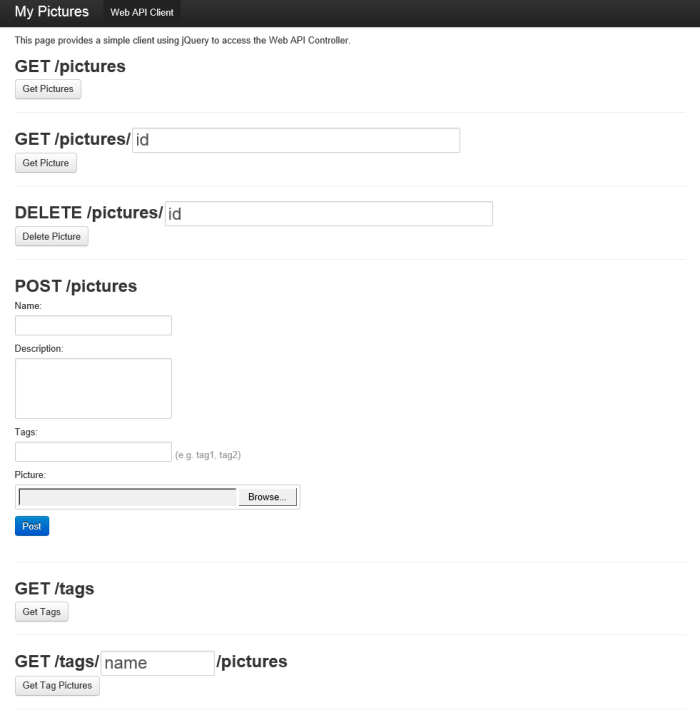 My Pictures Web API Client
This page provides a simple client using jQuery to access the Web API Controller.
GET /pictures
Get Pictures
GET /pictures/ id
Get Picture
DELETE /pictures/ id
Delete Picture
POST /pictures
Name:
Description:
Tags:
(e.g. tag1, tag2)
Picture:
Browse...
Post
GET /tags
Get Tags
GET /tags/ name /pictures
Get Tag Pictures